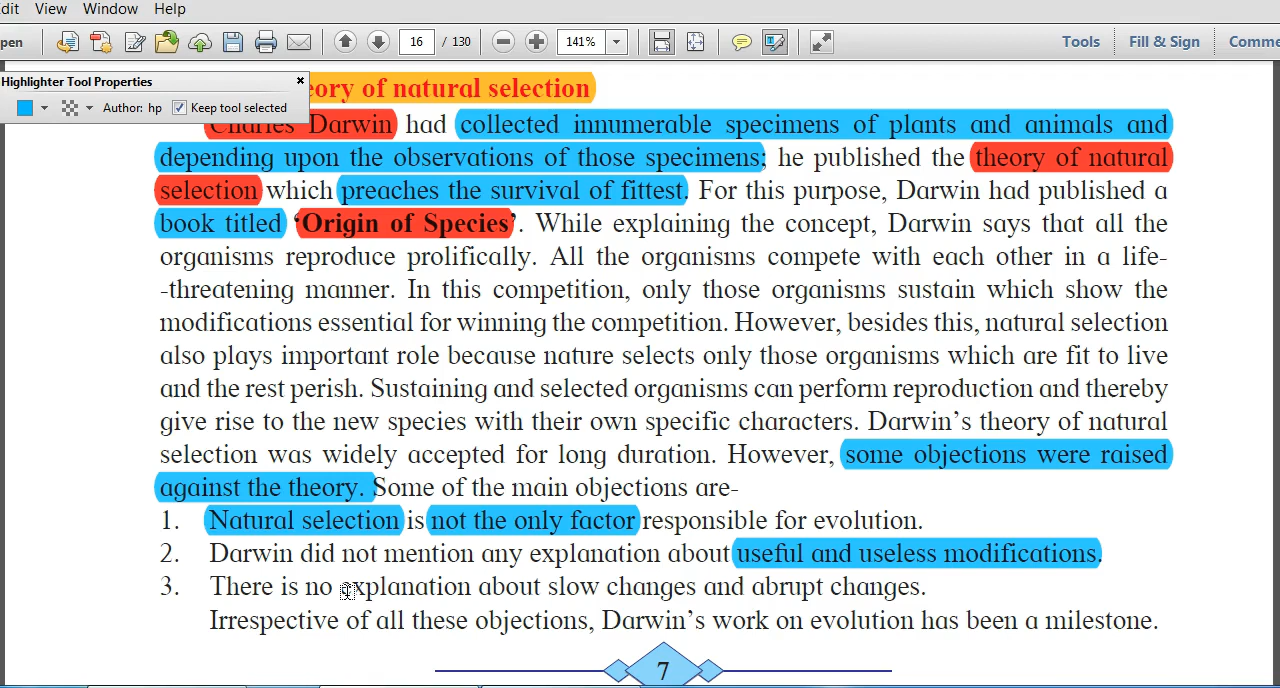 dit View Window Help
pen 16 / 130 141% Tools Fill & Sign Comme
Highlighter Tool Properties
Author: hp Keep tool selected
eory of natural selection
Charles Darwin had collected innumerable specimens of plants and animals and
depending upon the observations of those specimens; he published the theory of natural
selection which preaches the survival of fittest. For this purpose, Darwin had published a
book titled ‘Origin of Species’. While explaining the concept, Darwin says that all the
organisms reproduce prolifically. All the organisms compete with each other in a life-
-threatening manner. In this competition, only those organisms sustain which show the
modifications essential for winning the competition. However, besides this, natural selection
also plays important role because nature selects only those organisms which are fit to live
and the rest perish. Sustaining and selected organisms can perform reproduction and thereby
give rise to the new species with their own specific characters. Darwin’s theory of natural
selection was widely accepted for long duration. However, some objections were raised
against the theory. Some of the main objections are-
1. Natural selection is not the only factor responsible for evolution.
2. Darwin did not mention any explanation about useful and useless modifications.
3. There is no explanation about slow changes and abrupt changes.
Irrespective of all these objections, Darwin’s work on evolution has been a milestone.
7